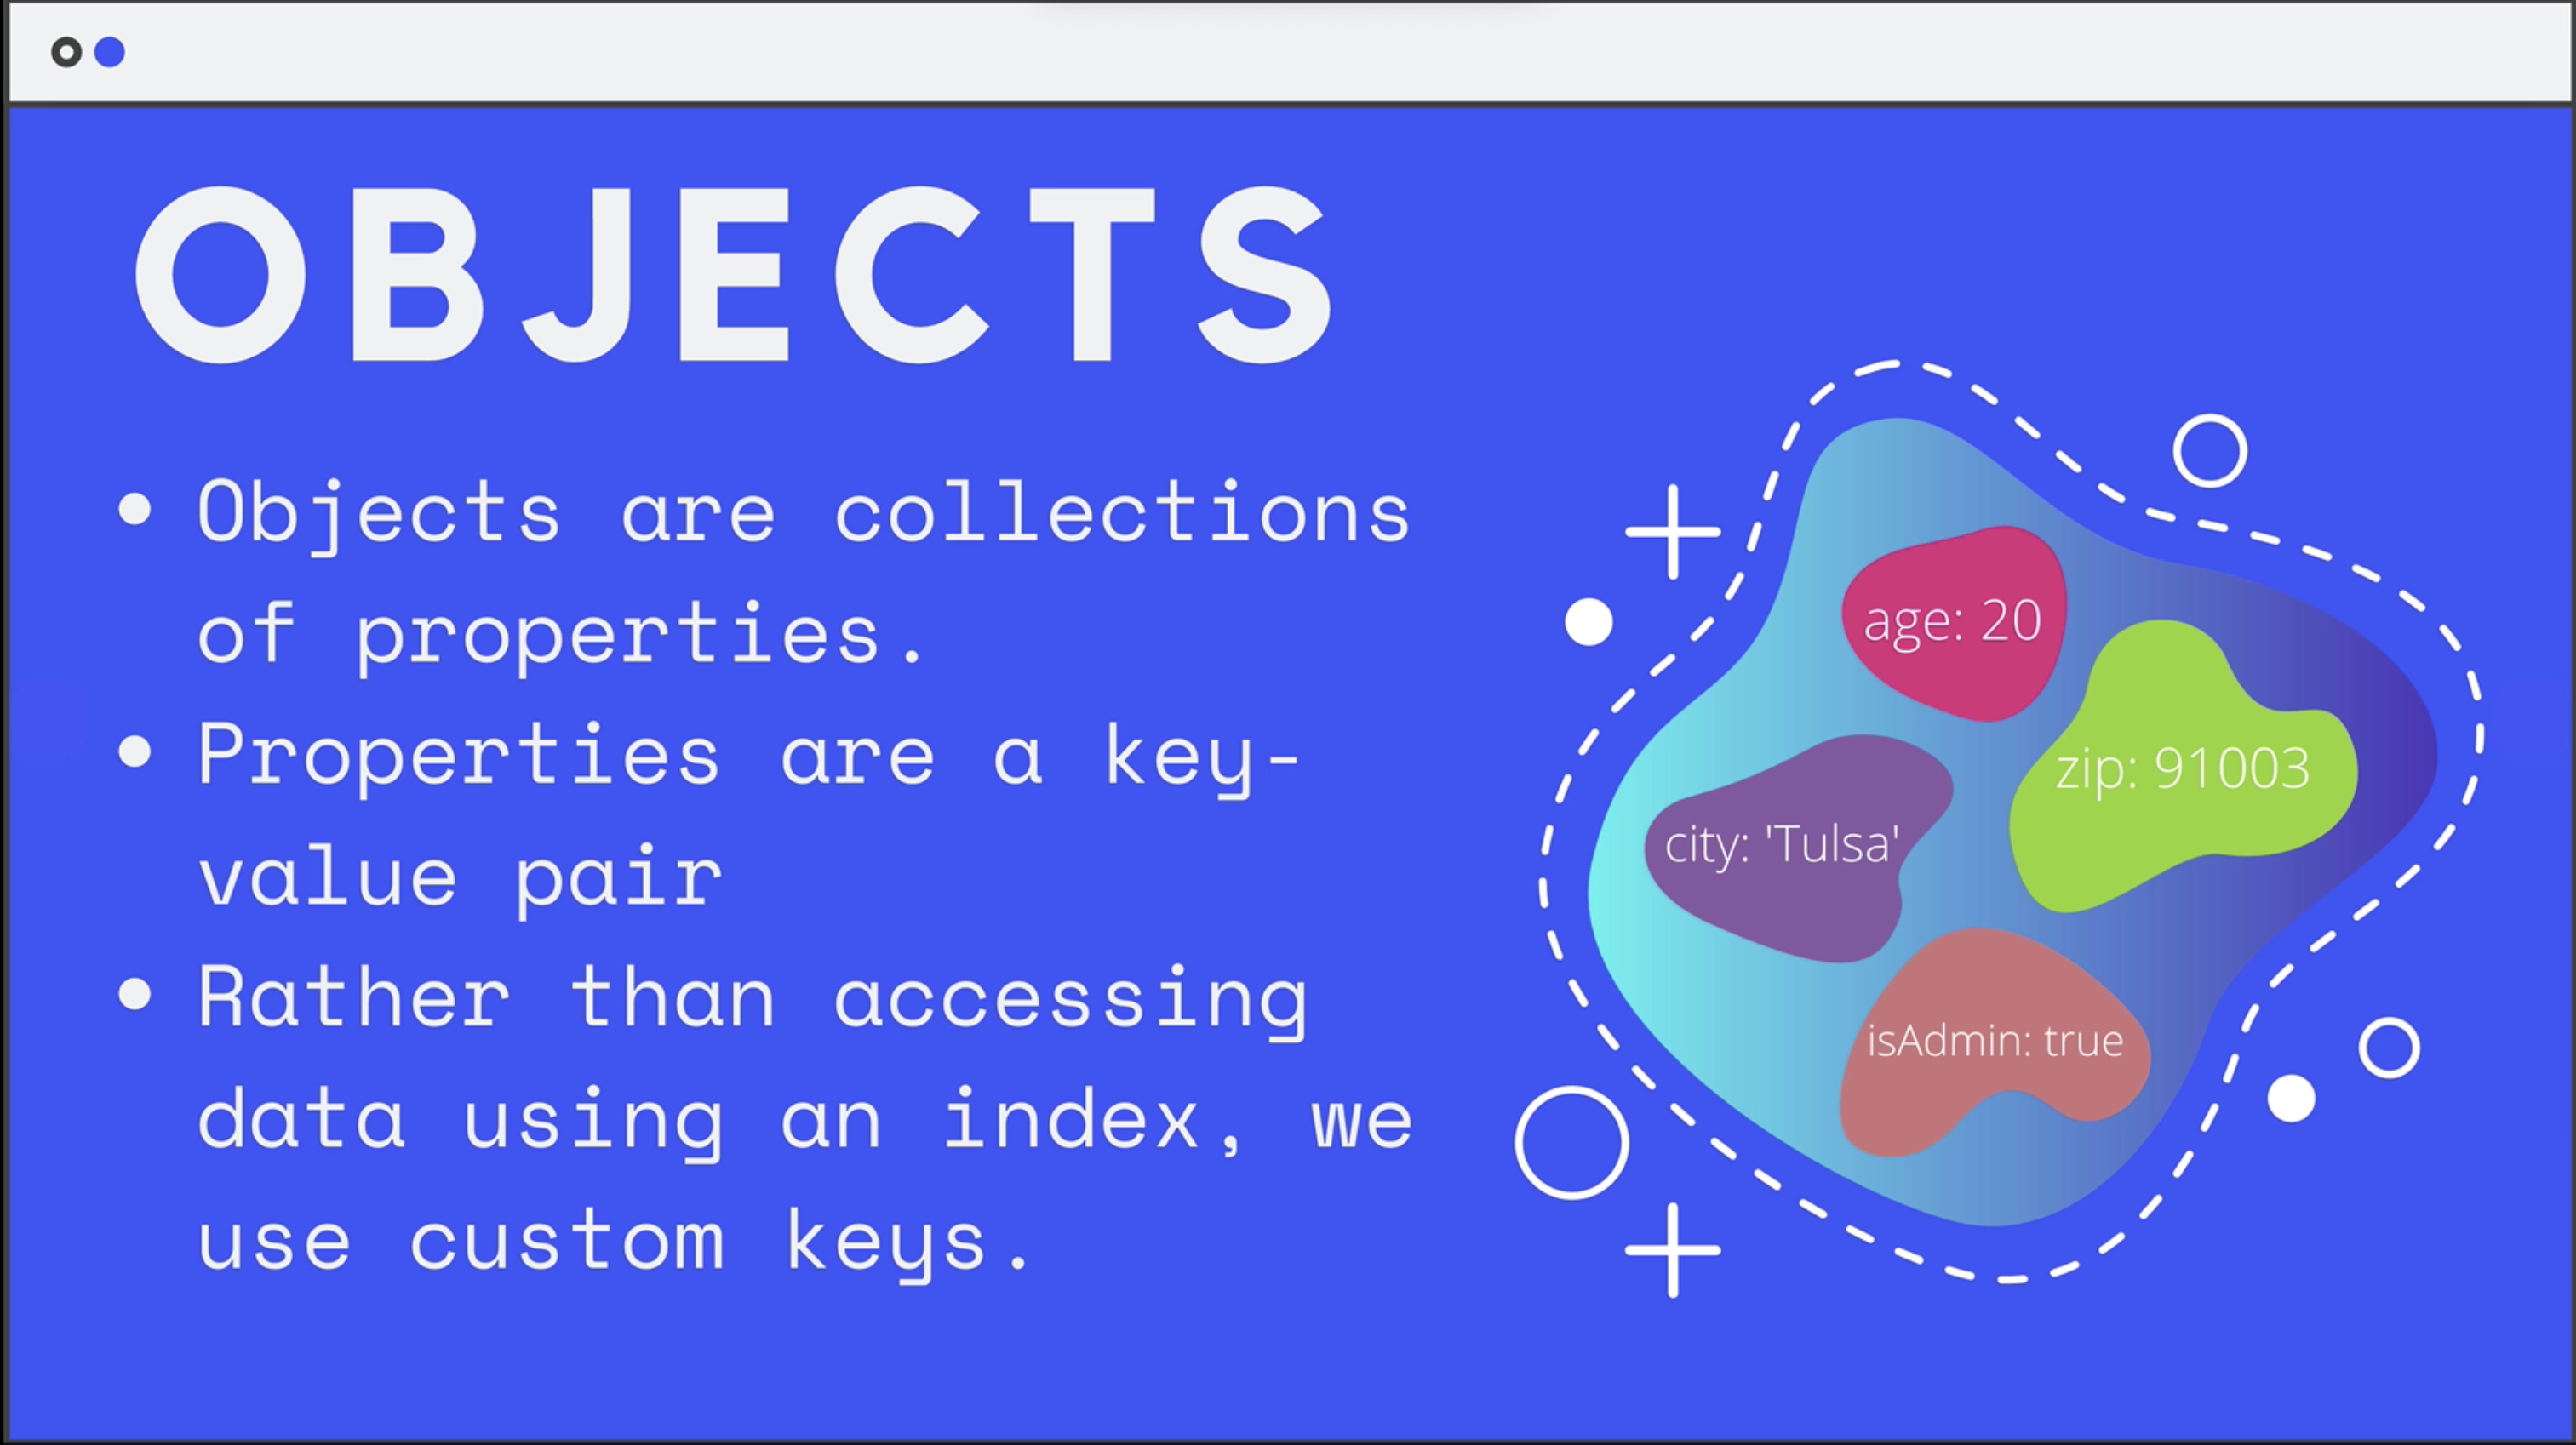 OBJECTS
• Objects are collections
of properties.
• Properties are a key-
value pair
• Rather than accessing
data using an index, we
use custom keys.
age: 20
zip: 91003
city: 'Tulsa'
isAdmin: true